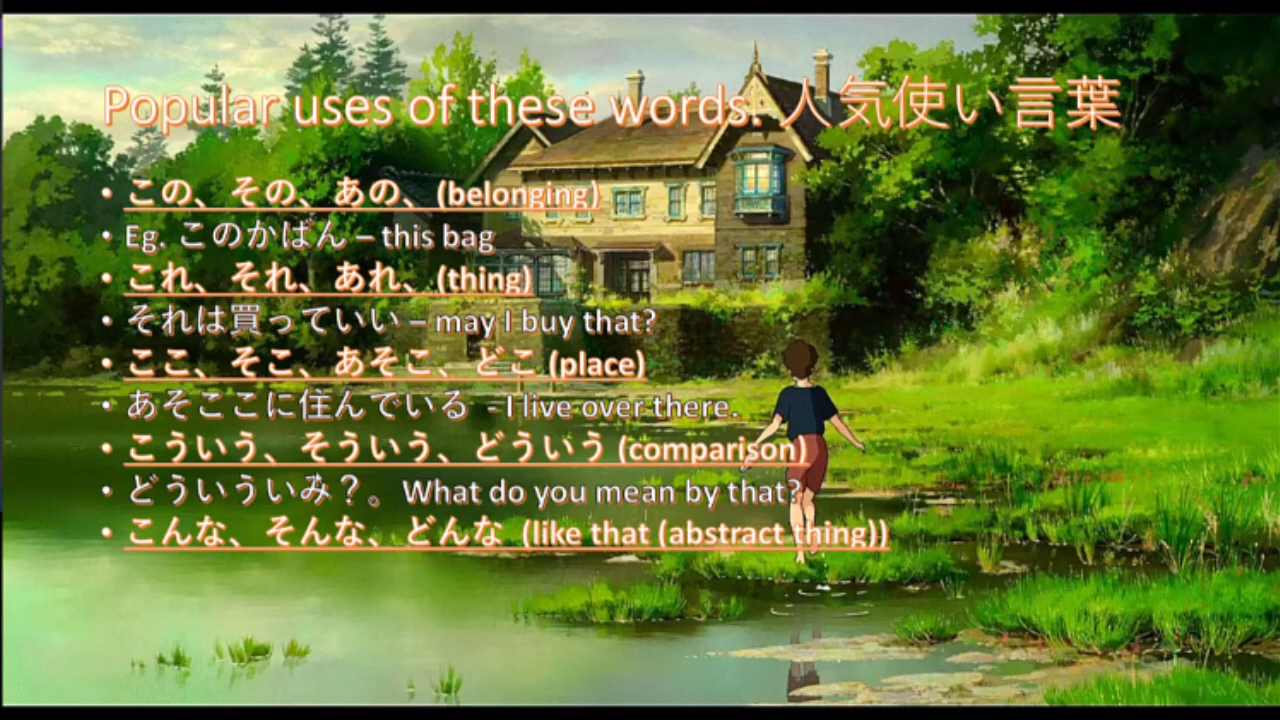 Popular uses of these words. 人気使い言葉
• この、その、あの、(belonging)
• Eg. このかばん – this bag
• これ、それ、あれ、(thing)
• それは買っていい – may I buy that?
• ここ、そこ、あそこ、どこ (place)
• あそここに住んでいる - I live over there.
• こういう、そういう、どういう (comparison)
• どういういみ？。 What do you mean by that?
• こんな、そんな、どんな (like that (abstract thing))